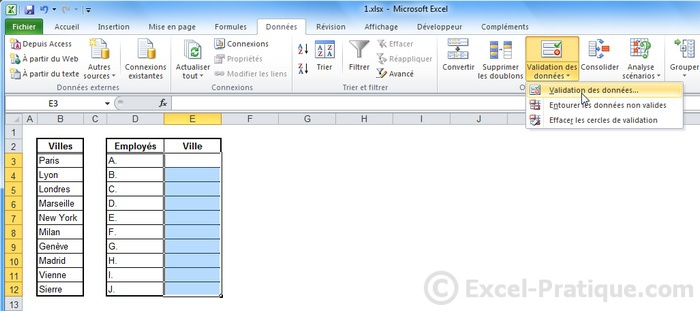 1.xlsx - Microsoft Excel
Fichier Accueil Insertion Mise en page Formules Données Révision Affichage Développeur Compléments
Depuis Access
À partir du Web
À partir du texte
Autres sources
Connexions existantes
Données externes
Actualiser tout
Connexions
Propriétés
Modifier les liens
Connexions
A Z
Z A
Trier
Filtrer
Effacer
Réappliquer
Avancé
Trier et filtrer
Convertir
Supprimer les doublons
Validation des données
Consolider
Analyse scénarios
Grouper
O
Validation des données...
Entourer les données non valides
Effacer les cercles de validation
E3
fx
A B C D E F G H I J
1
2 Villes Employés Ville
3 Paris A.
4 Lyon B.
5 Londres C.
6 Marseille D.
7 New York E.
8 Milan F.
9 Genève G.
10 Madrid H.
11 Vienne I.
12 Sierre J.
13
© Excel-Pratique.com